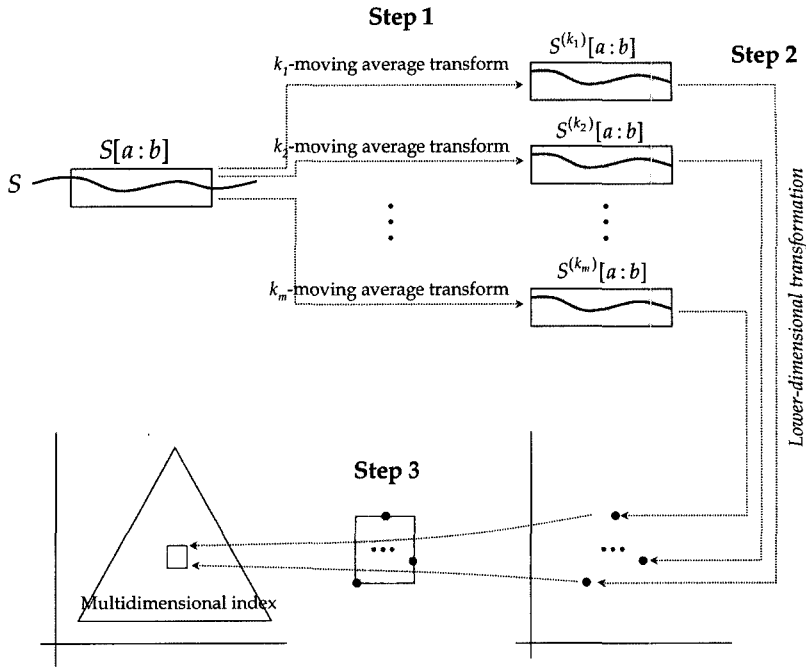 Step 1
k₁-moving average transform
S^(k₁)[a : b]
Step 2
S[a : b]
k₂-moving average transform
S^(k₂)[a : b]
S
kₘ-moving average transform
S^(kₘ)[a : b]
Lower-dimensional transformation
Step 3
Multidimensional index